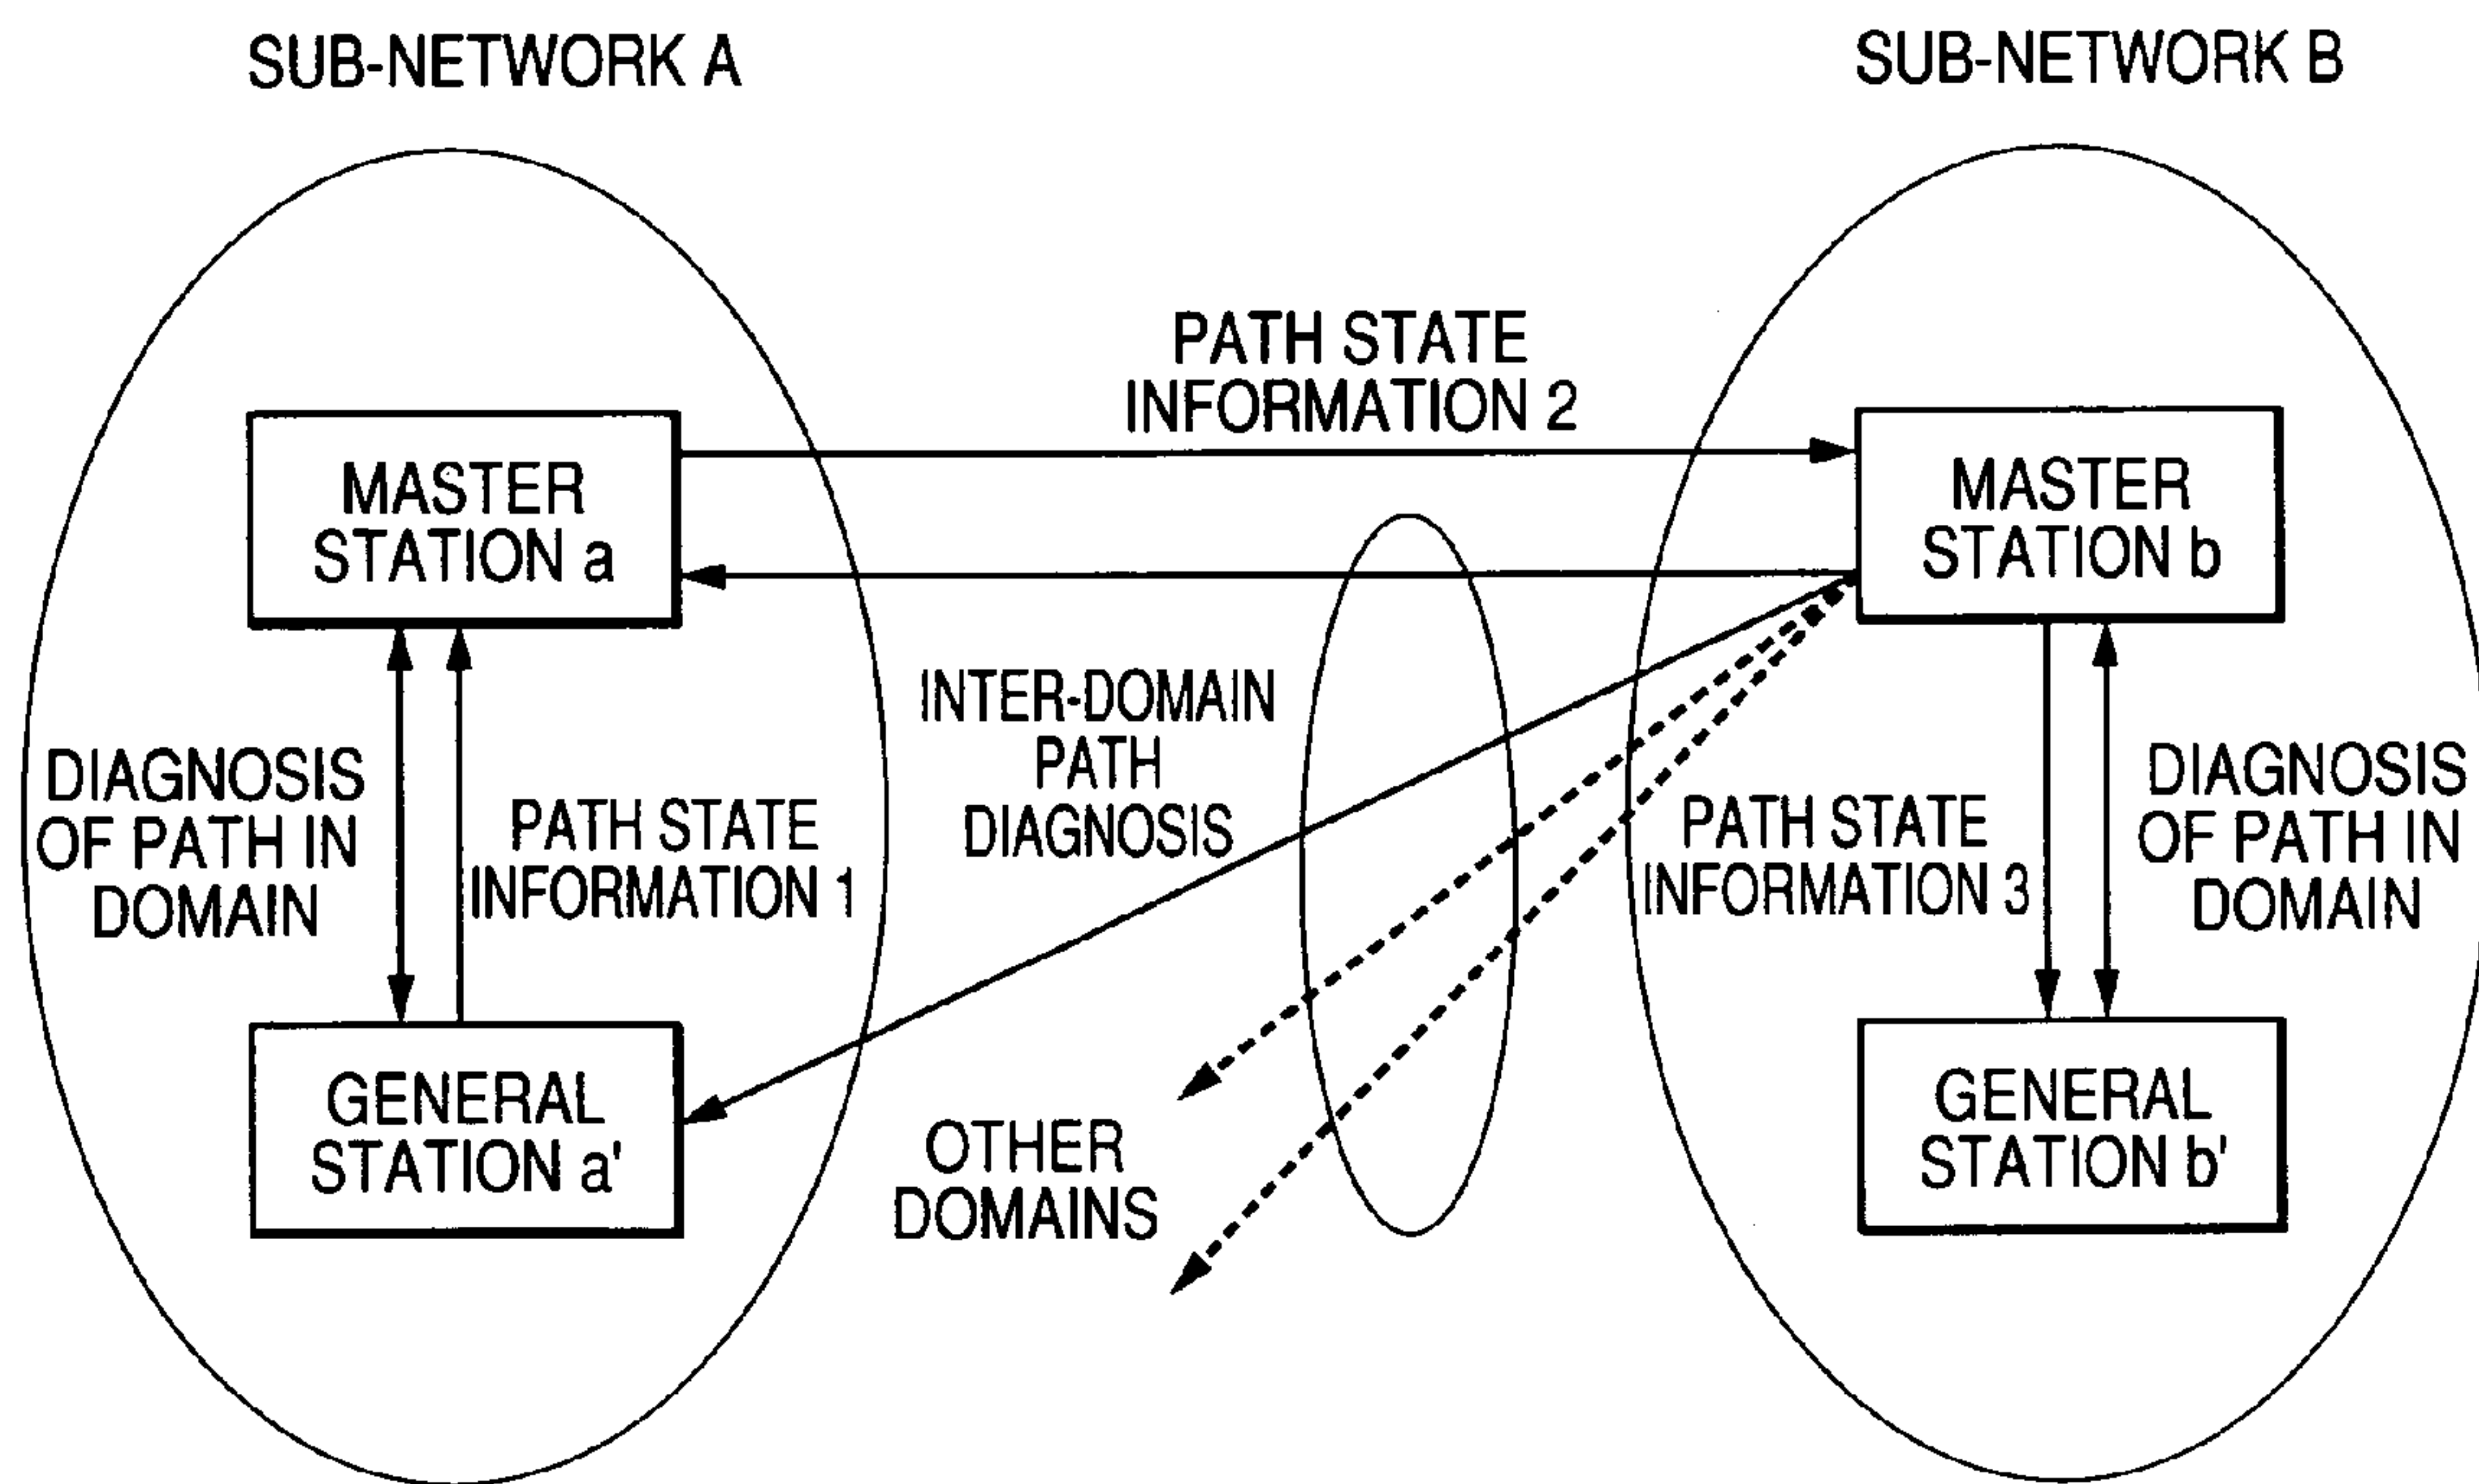 SUB-NETWORK A
SUB-NETWORK B
PATH STATE
INFORMATION 2
MASTER
STATION a
MASTER
STATION b
INTER-DOMAIN
PATH
DIAGNOSIS
DIAGNOSIS
OF PATH IN
DOMAIN
PATH STATE
INFORMATION 1
PATH STATE
INFORMATION 3
DIAGNOSIS
OF PATH IN
DOMAIN
GENERAL
STATION a'
OTHER
DOMAINS
GENERAL
STATION b'